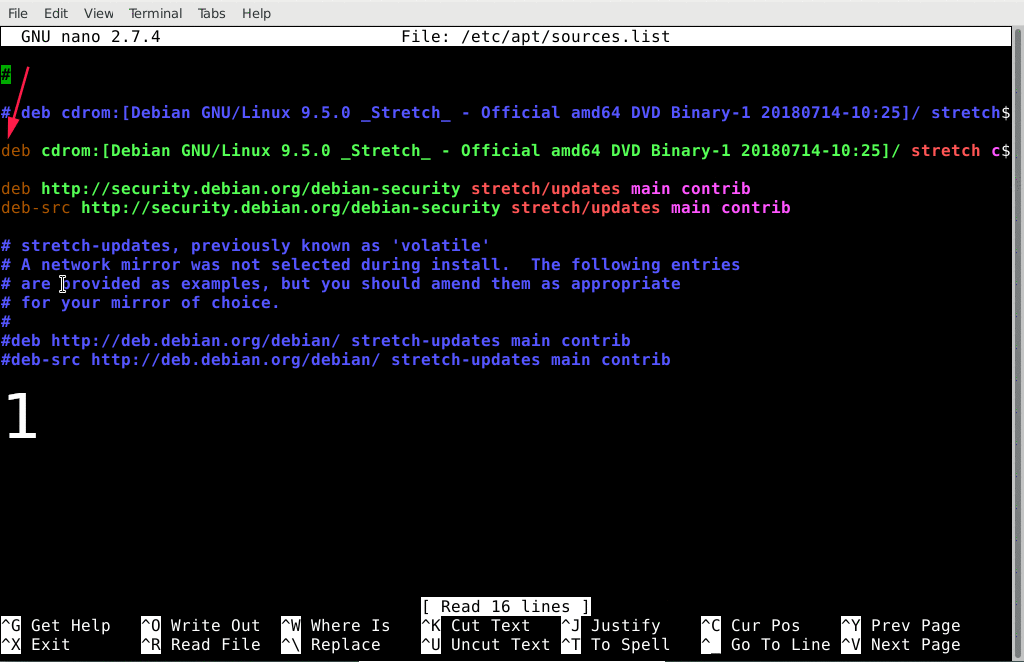 File Edit View Terminal Tabs Help
GNU nano 2.7.4 File: /etc/apt/sources.list
#
# deb cdrom:[Debian GNU/Linux 9.5.0 _Stretch_ - Official amd64 DVD Binary-1 20180714-10:25]/ stretch$
deb cdrom:[Debian GNU/Linux 9.5.0 _Stretch_ - Official amd64 DVD Binary-1 20180714-10:25]/ stretch c$
deb http://security.debian.org/debian-security stretch/updates main contrib
deb-src http://security.debian.org/debian-security stretch/updates main contrib
# stretch-updates, previously known as 'volatile'
# A network mirror was not selected during install.  The following entries
# are provided as examples, but you should amend them as appropriate
# for your mirror of choice.
#
#deb http://deb.debian.org/debian/ stretch-updates main contrib
#deb-src http://deb.debian.org/debian/ stretch-updates main contrib
1
[ Read 16 lines ]
^G Get Help ^O Write Out ^W Where Is ^K Cut Text ^J Justify ^C Cur Pos ^Y Prev Page
^X Exit ^R Read File ^\ Replace ^U Uncut Text ^T To Spell ^_ Go To Line ^V Next Page